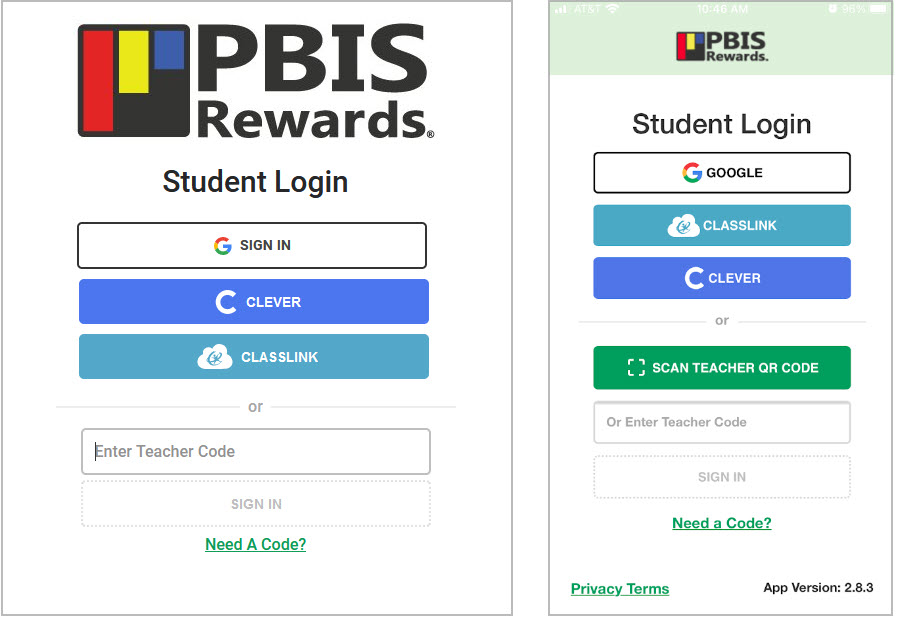 PBIS
Rewards®
Student Login
SIGN IN
CLEVER
CLASSLINK
or
Enter Teacher Code
SIGN IN
Need A Code?
AT&T 10:46 AM 96%
PBIS
Rewards.
Student Login
GOOGLE
CLASSLINK
CLEVER
or
SCAN TEACHER QR CODE
Or Enter Teacher Code
SIGN IN
Need a Code?
Privacy Terms App Version: 2.8.3